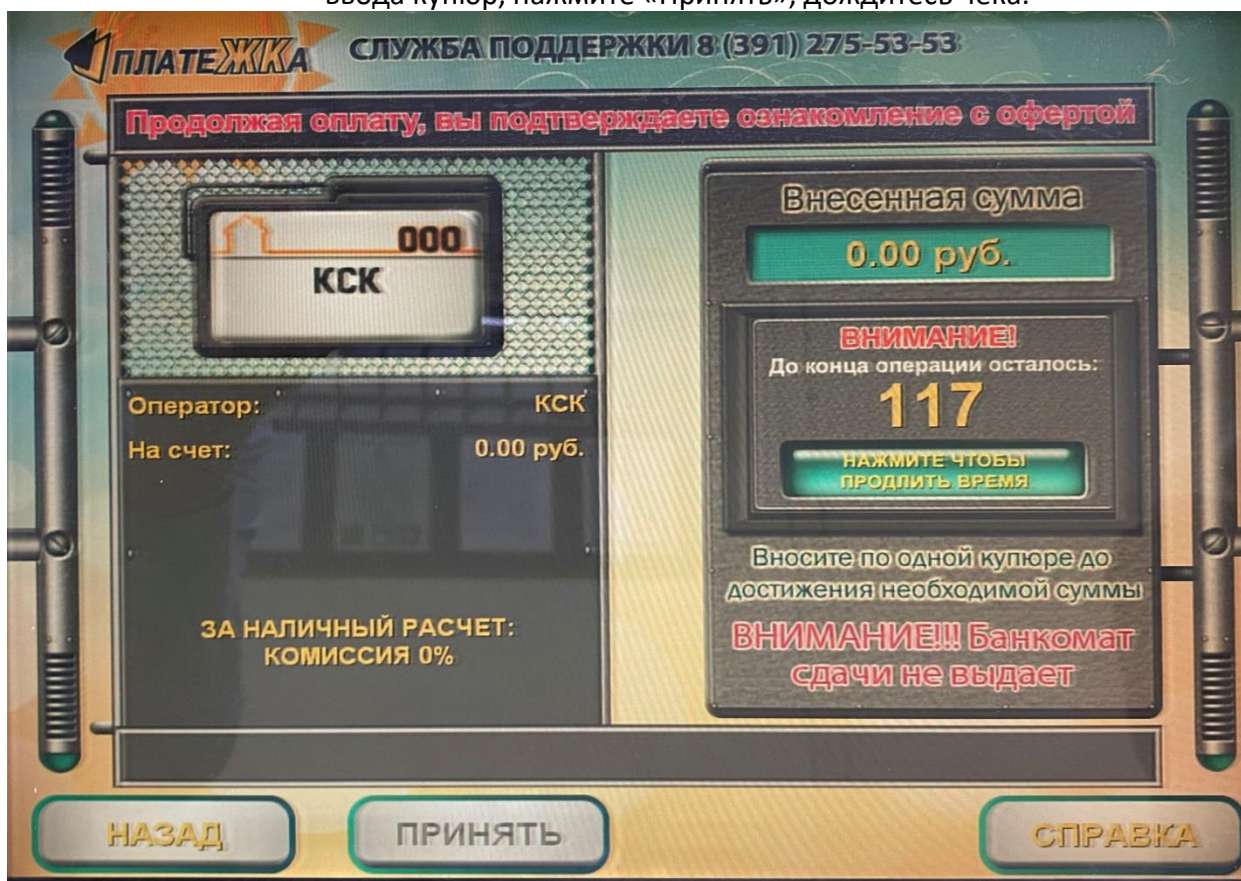 ввода купюр, нажмите «Принять», дождитесь чека.
ПЛАТЕЖКА
СЛУЖБА ПОДДЕРЖКИ 8 (391) 275-53-53
Продолжая оплату, вы подтверждаете ознакомление с офертой
ООО
КСК
Оператор: КСК
На счет: 0.00 руб.
ЗА НАЛИЧНЫЙ РАСЧЕТ:
КОМИССИЯ 0%
Внесенная сумма
0.00 руб.
ВНИМАНИЕ!
До конца операции осталось:
117
НАЖМИТЕ ЧТОБЫ
ПРОДЛИТЬ ВРЕМЯ
Вносите по одной купюре до
достижения необходимой суммы
ВНИМАНИЕ!!! Банкомат
сдачи не выдает
НАЗАД
ПРИНЯТЬ
СПРАВКА